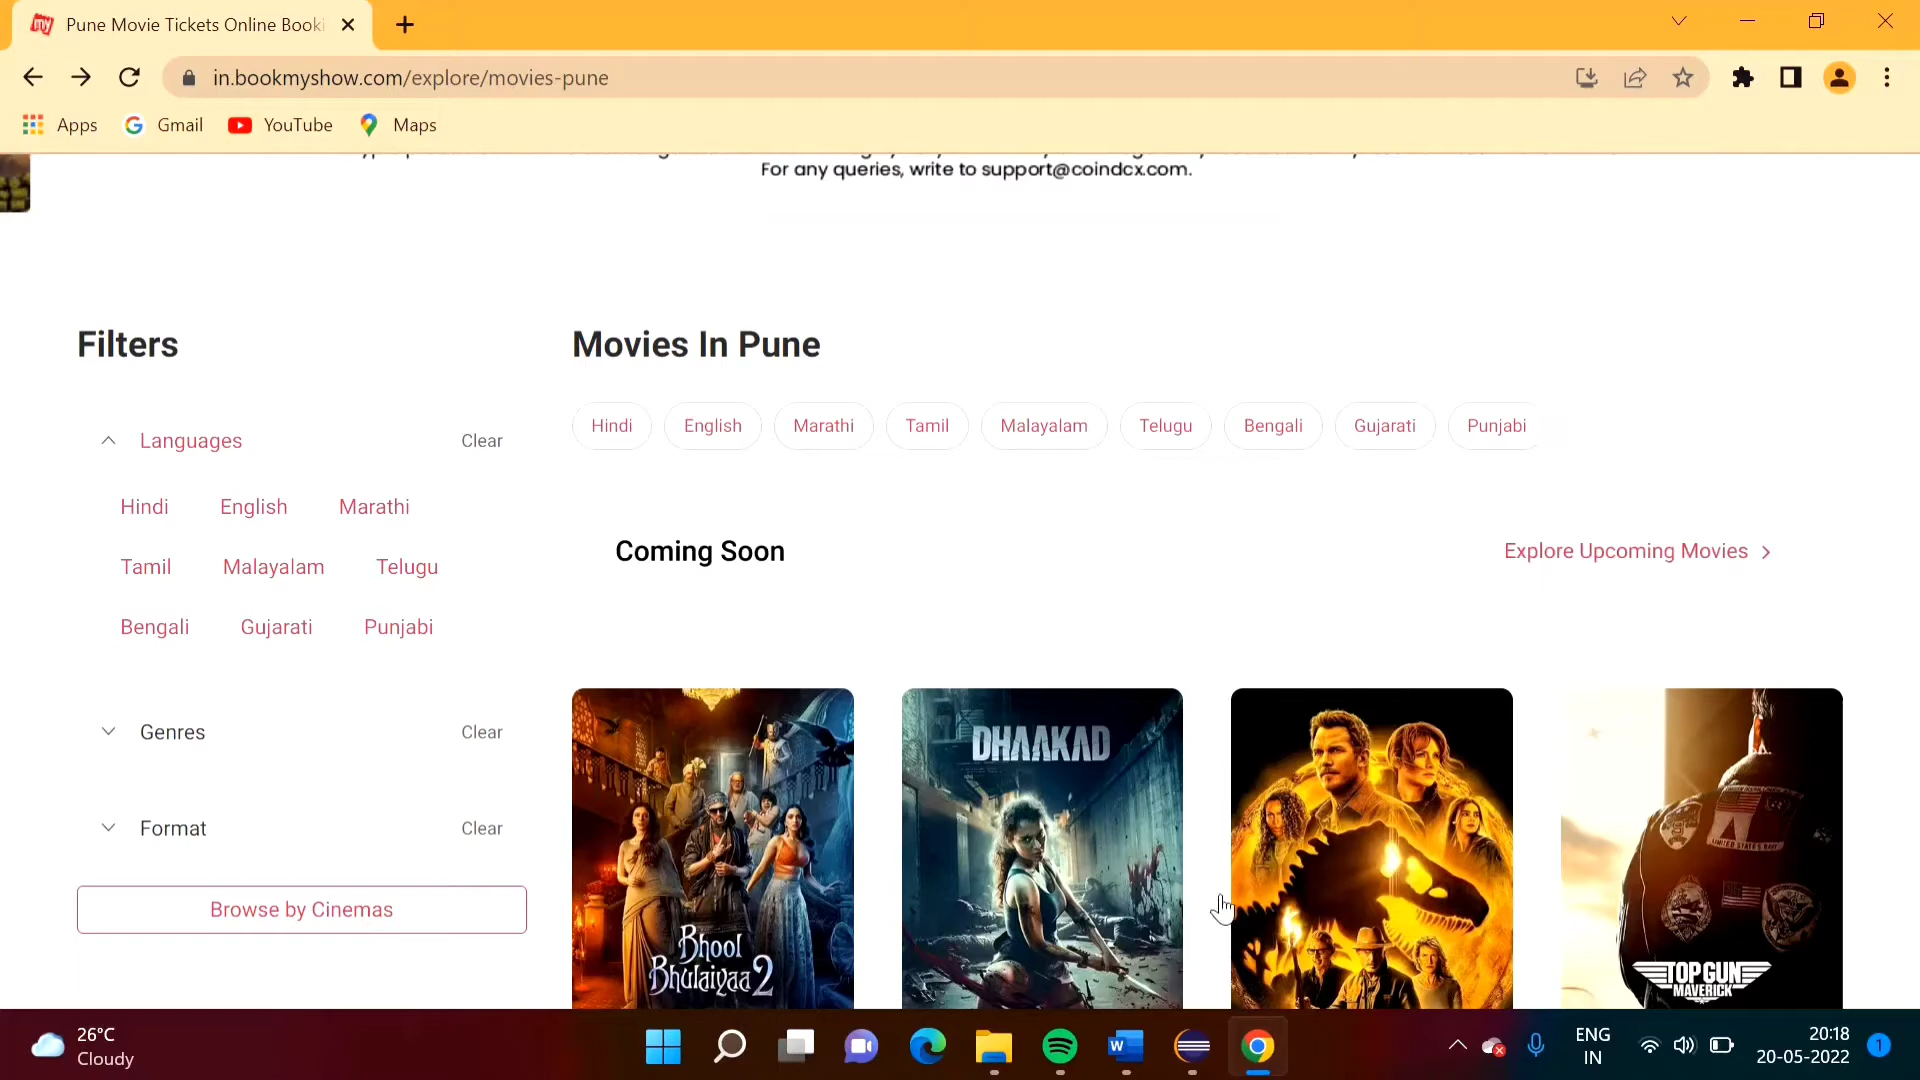 Pune Movie Tickets Online Booki
in.bookmyshow.com/explore/movies-pune
Apps Gmail YouTube Maps
For any queries, write to support@coindcx.com.
Filters
Movies In Pune
Hindi English Marathi Tamil Malayalam Telugu Bengali Gujarati Punjabi
Languages Clear
Hindi English Marathi
Tamil Malayalam Telugu
Bengali Gujarati Punjabi
Coming Soon
Explore Upcoming Movies
Genres Clear
Format Clear
Browse by Cinemas
Bhool
Bhulaiyaa 2
DHAAKAD
UNITED STATES NAVY
TOP GUN
MAVERICK
26°C
Cloudy
ENG
IN
20:18
20-05-2022
1